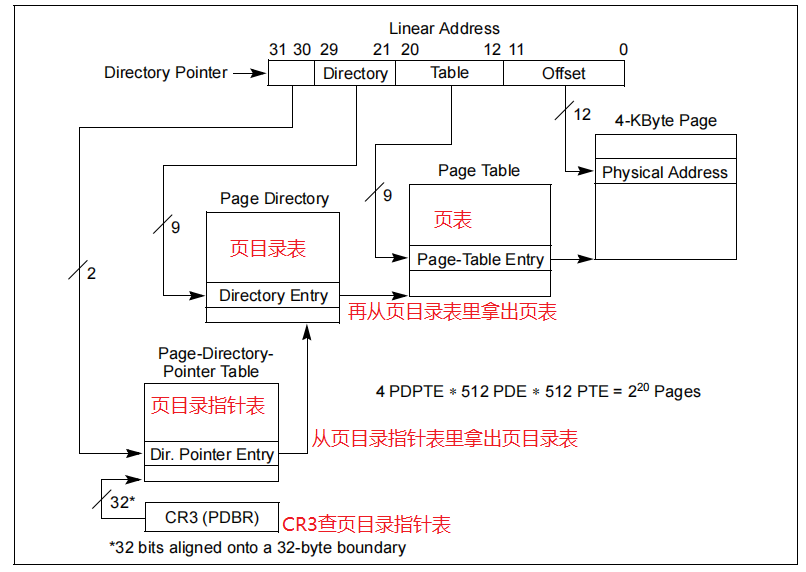 Linear Address
31 30 29 21 20 12 11 0
Directory Pointer
Directory
Table
Offset
12
4-KByte Page
Physical Address
Page Table
9
页表
Page-Table Entry
Page Directory
9
页目录表
Directory Entry
再从页目录表里拿出页表
2
Page-Directory-
Pointer Table
页目录指针表
4 PDPTE ∗ 512 PDE ∗ 512 PTE = 2²⁰ Pages
从页目录指针表里拿出页目录表
Dir. Pointer Entry
32*
CR3 (PDBR)
CR3查页目录指针表
*32 bits aligned onto a 32-byte boundary